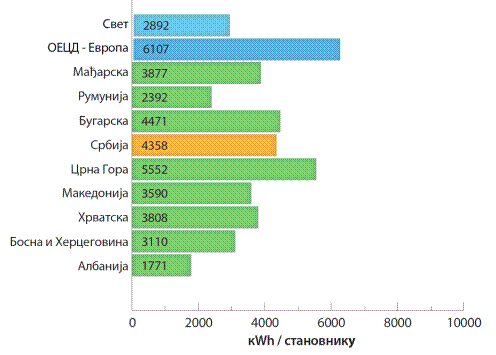 Свет 2892
ОЕЦД - Европа 6107
Мађарска 3877
Румунија 2392
Бугарска 4471
Србија 4358
Црна Гора 5552
Македонија 3590
Хрватска 3808
Босна и Херцеговина 3110
Албанија 1771
0 2000 4000 6000 8000 10000
кWh / становнику